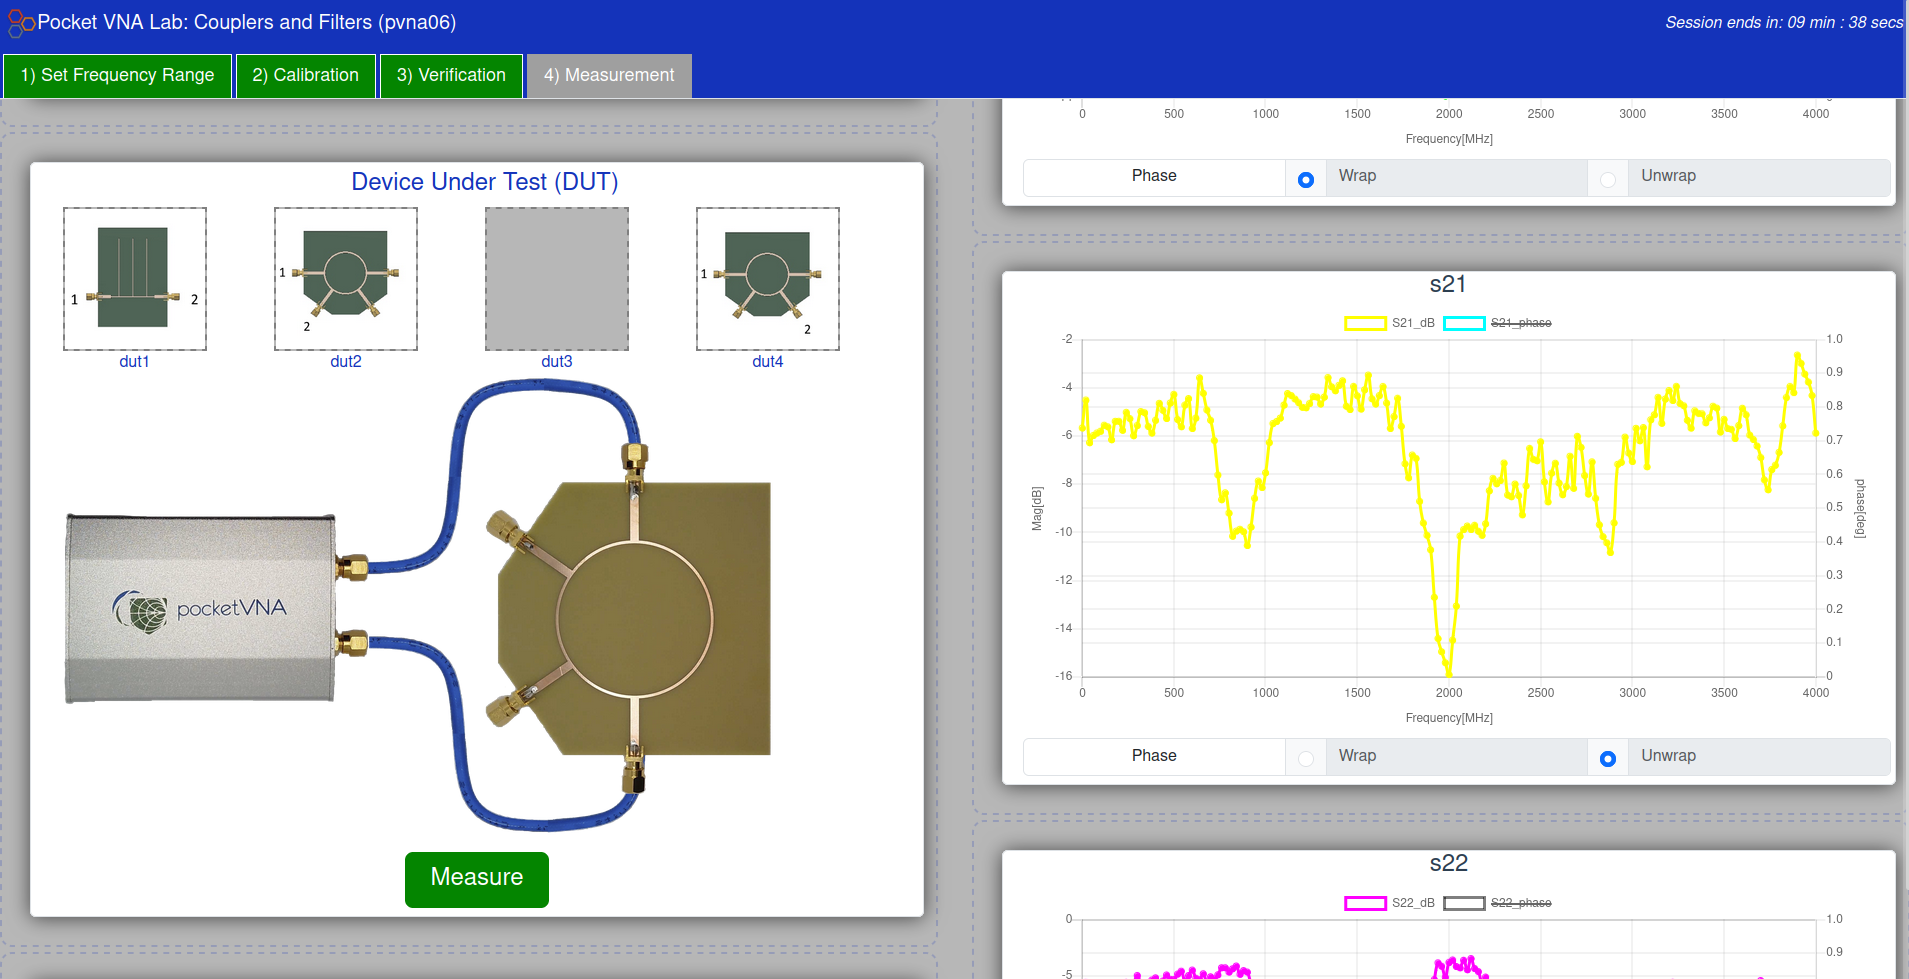 Pocket VNA Lab: Couplers and Filters (pvna06)
Session ends in: 09 min : 38 secs
1) Set Frequency Range
2) Calibration
3) Verification
4) Measurement
Device Under Test (DUT)
1
2
1
2
1
2
dut1
dut2
dut3
dut4
pocketVNA
Measure
0
500
1000
1500
2000
2500
3000
3500
4000
Frequency[MHz]
Phase
Wrap
Unwrap
s21
S21_dB
S21_phase
-2
-4
-6
-8
-10
-12
-14
-16
Mag[dB]
1.0
0.9
0.8
0.7
0.6
0.5
0.4
0.3
0.2
0.1
0
phase[deg]
0
500
1000
1500
2000
2500
3000
3500
4000
Frequency[MHz]
Phase
Wrap
Unwrap
s22
S22_dB
S22_phase
0
-5
1.0
0.9